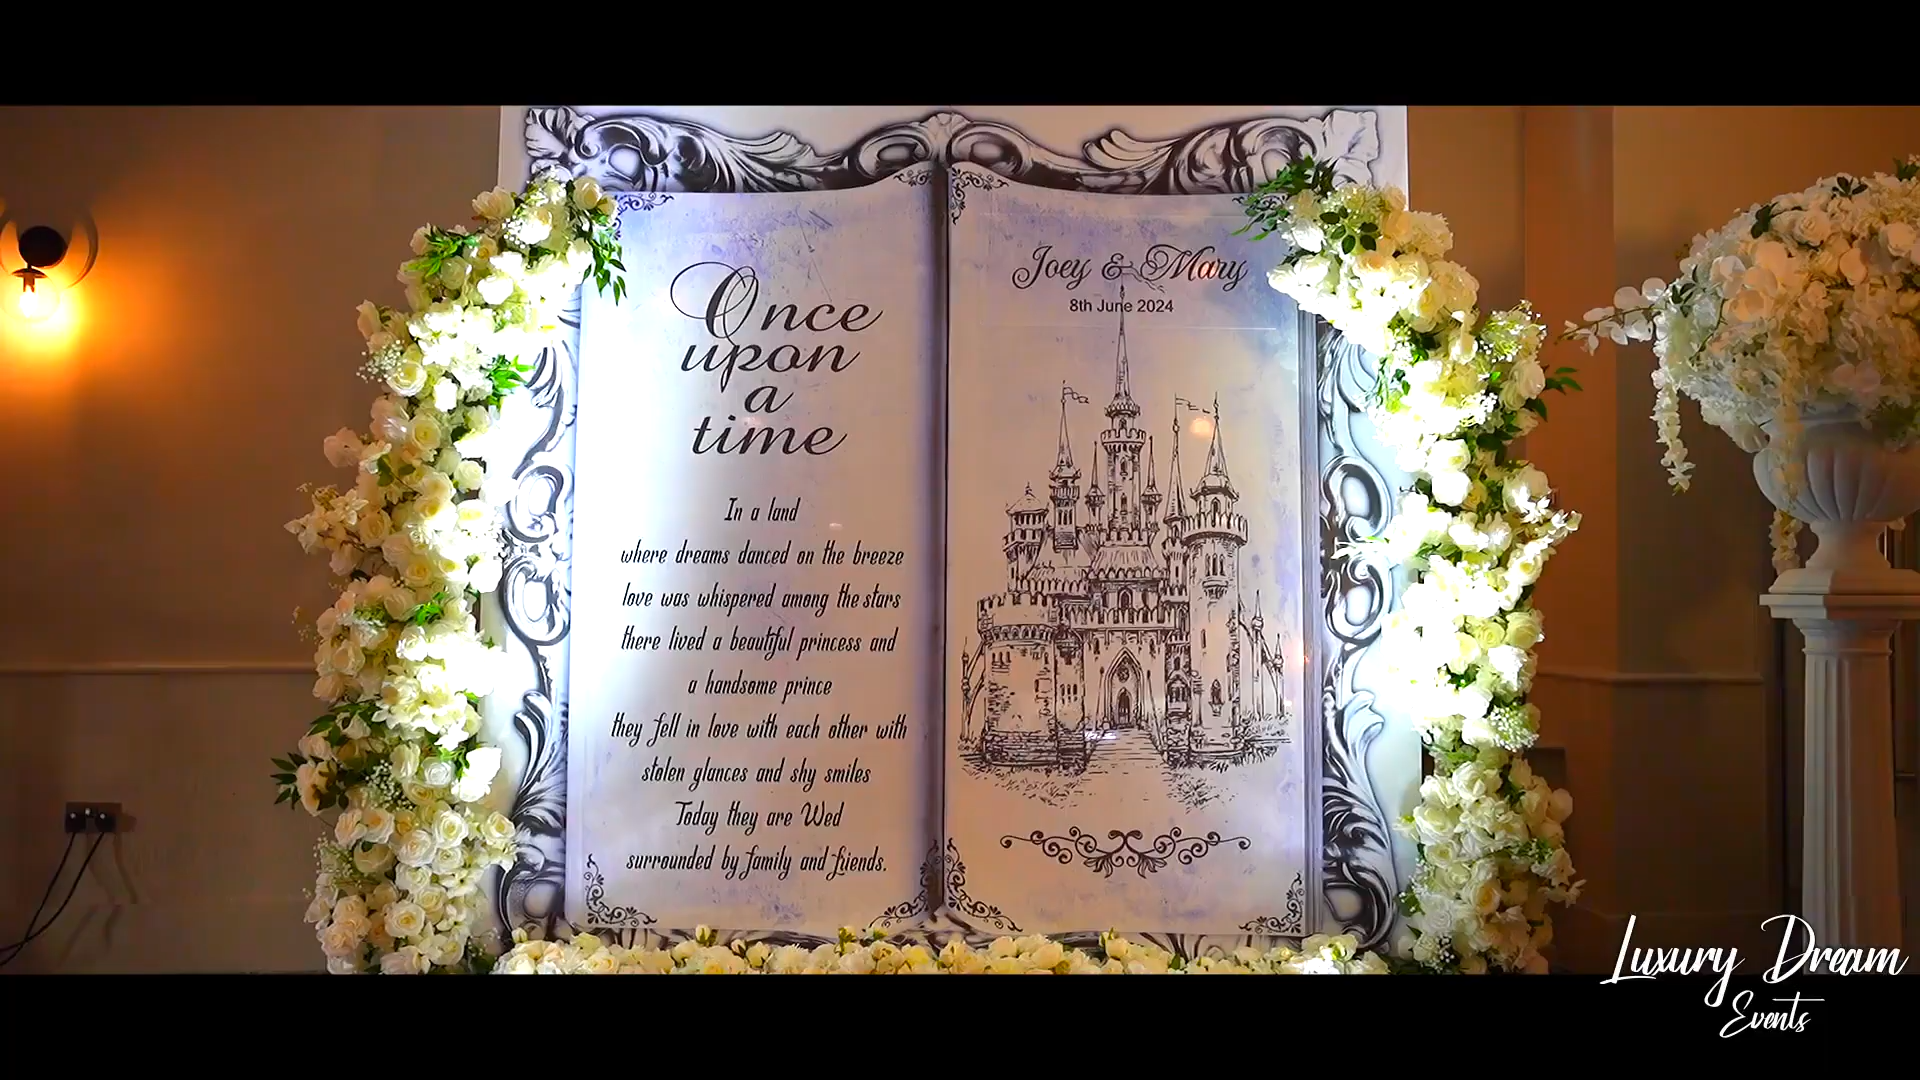 Once
upon
a
time
In a land
where dreams danced on the breeze
love was whispered among the stars
there lived a beautiful princess and
a handsome prince
they fell in love with each other with
stolen glances and shy smiles
Today they are Wed
surrounded by family and friends.
Joey & Mary
8th June 2024
Luxury Dream
Events